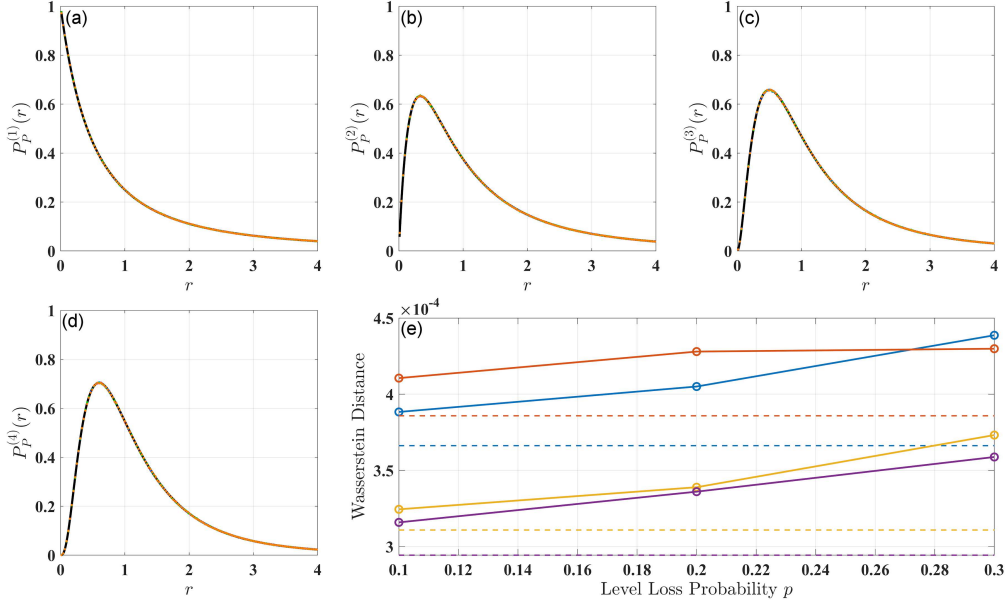 (a)
1
0.8
0.6
0.4
0.2
0
P_P^{(1)}(r)
0 1 2 3 4
r
(b)
1
0.8
0.6
0.4
0.2
0
P_P^{(2)}(r)
0 1 2 3 4
r
(c)
1
0.8
0.6
0.4
0.2
0
P_P^{(3)}(r)
0 1 2 3 4
r
(d)
1
0.8
0.6
0.4
0.2
0
P_P^{(4)}(r)
0 1 2 3 4
r
×10^{-4}
(e)
4.5
4
3.5
3
Wasserstein Distance
0.1 0.12 0.14 0.16 0.18 0.2 0.22 0.24 0.26 0.28 0.3
Level Loss Probability p